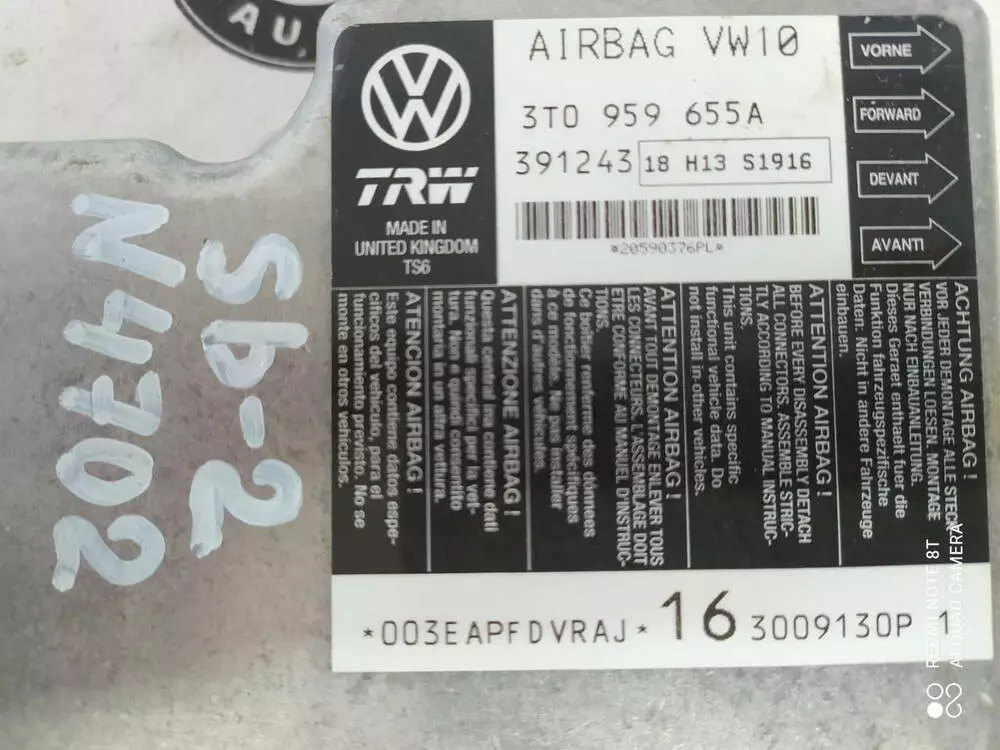 AU
VW
TRW
MADE IN
UNITED KINGDOM
TS6
AIRBAG VW10
3T0 959 655A
391243 18 H13 S1916
*20590376PL*
VORNE
FORWARD
DEVANT
AVANTI
ACHTUNG AIRBAG !
VOR JEDER DEMONTAGE ALLE STECK
VERBINDUNGEN LOESEN. MONTAGE
NUR NACH EINBAUANLEITUNG.
Dieses Geraet enthaelt fuer die
Funktion fahrzeugspezifische
Daten: Nicht in andere Fahrzeuge
einbauen.
ATTENTION AIRBAG !
BEFORE EVERY DISASSEMBLY DETACH
ALL CONNECTORS, ASSEMBLE STRIC-
TLY ACCORDING TO MANUAL INSTRUC-
TIONS.
This unit contains specific
functional vehicle data. Do
not install in other vehicles.
ATTENTION AIRBAG !
AVANT TOUT DEMONTAGE ENLEVER TOUS
LES CONNECTEURS. L'ASSEMBLAGE DOIT
ETRE CONFORME AU MANUEL D'INSTRUC-
TIONS.
Ce boîtier renferme des données
de fonctionnement spécifiques
à ce modèle. Ne pas installer
dans d'autres véhicules.
ATTENZIONE AIRBAG !
Questa centralina contiene dati
funzionali specifici per la vet-
tura. Non e quindi consentito
montarla in un altra vettura.
ATENCION AIRBAG !
Este equipo contiene datos espe-
cíficos del vehículo, para el
funcionamiento previsto. No se
monte en otros vehículos.
*003EAPFDVRAJ* 16 3009130P 1
Sb-2
N4702
REDMI NOTE 8T
AI QUAD CAMERA